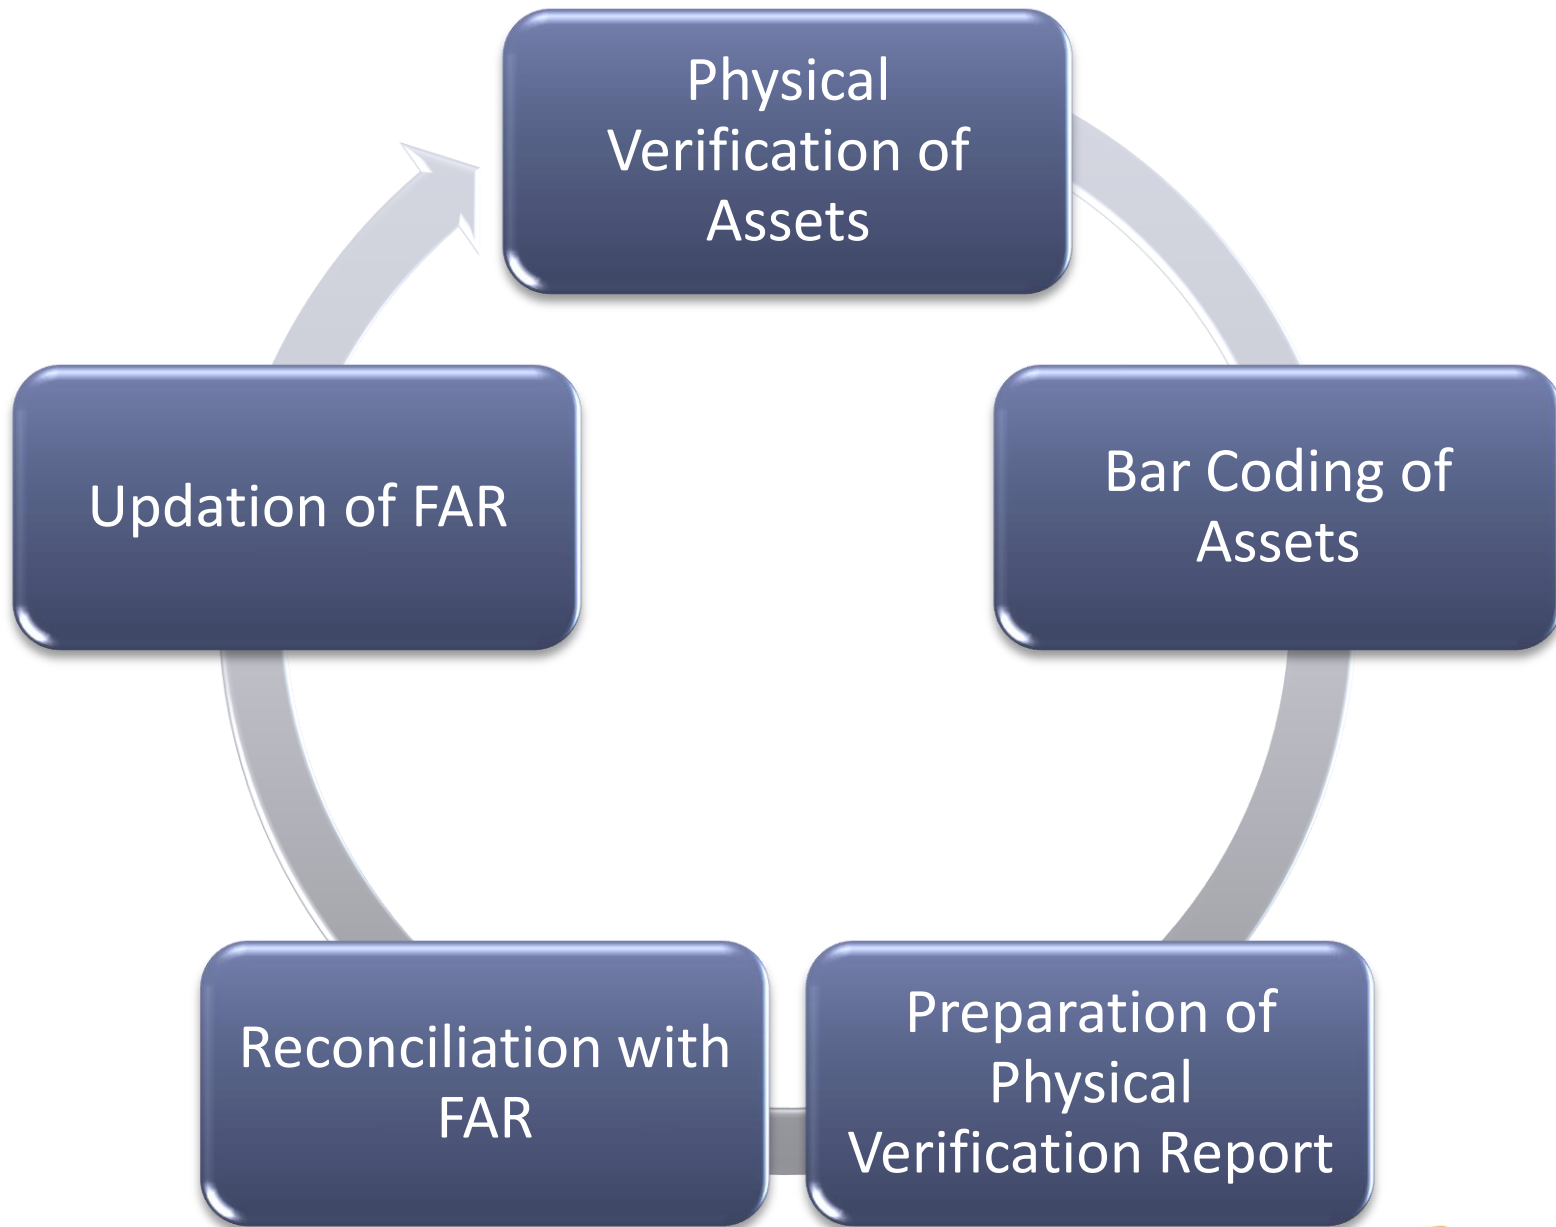 Physical
Verification of
Assets
Bar Coding of
Assets
Preparation of
Physical
Verification Report
Reconciliation with
FAR
Updation of FAR